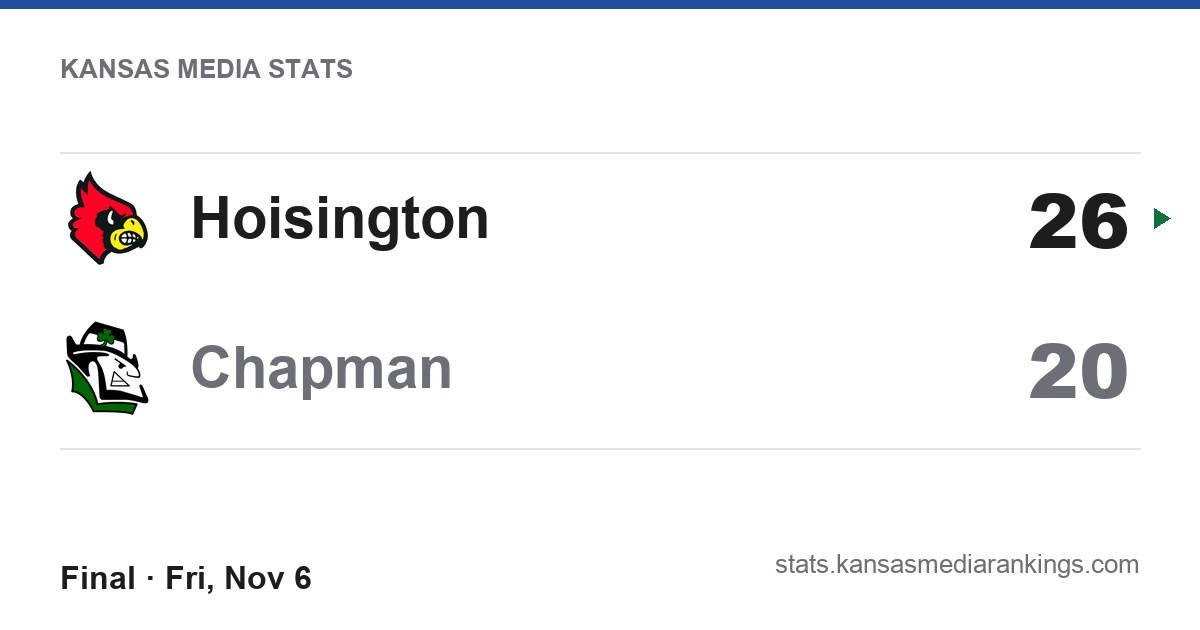 KANSAS MEDIA STATS
Hoisington 26
Chapman 20
Final · Fri, Nov 6
stats.kansasmediarankings.com